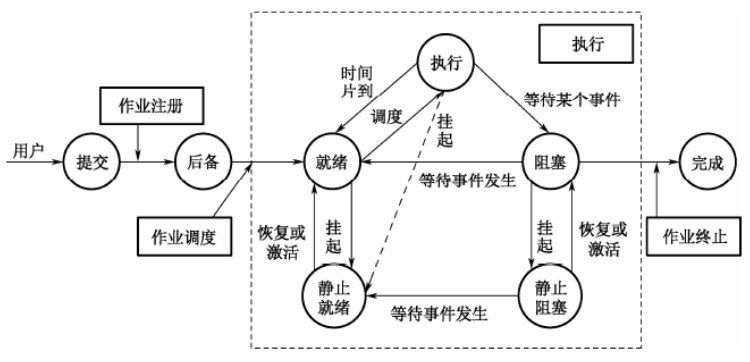 执行
执行
时间
片到
等待某个事件
作业注册
调度
挂
起
用户
提交
后备
就绪
阻塞
完成
等待事件发生
作业调度
恢复或
激活
挂
起
挂
起
恢复或
激活
作业终止
静止
就绪
静止
阻塞
等待事件发生